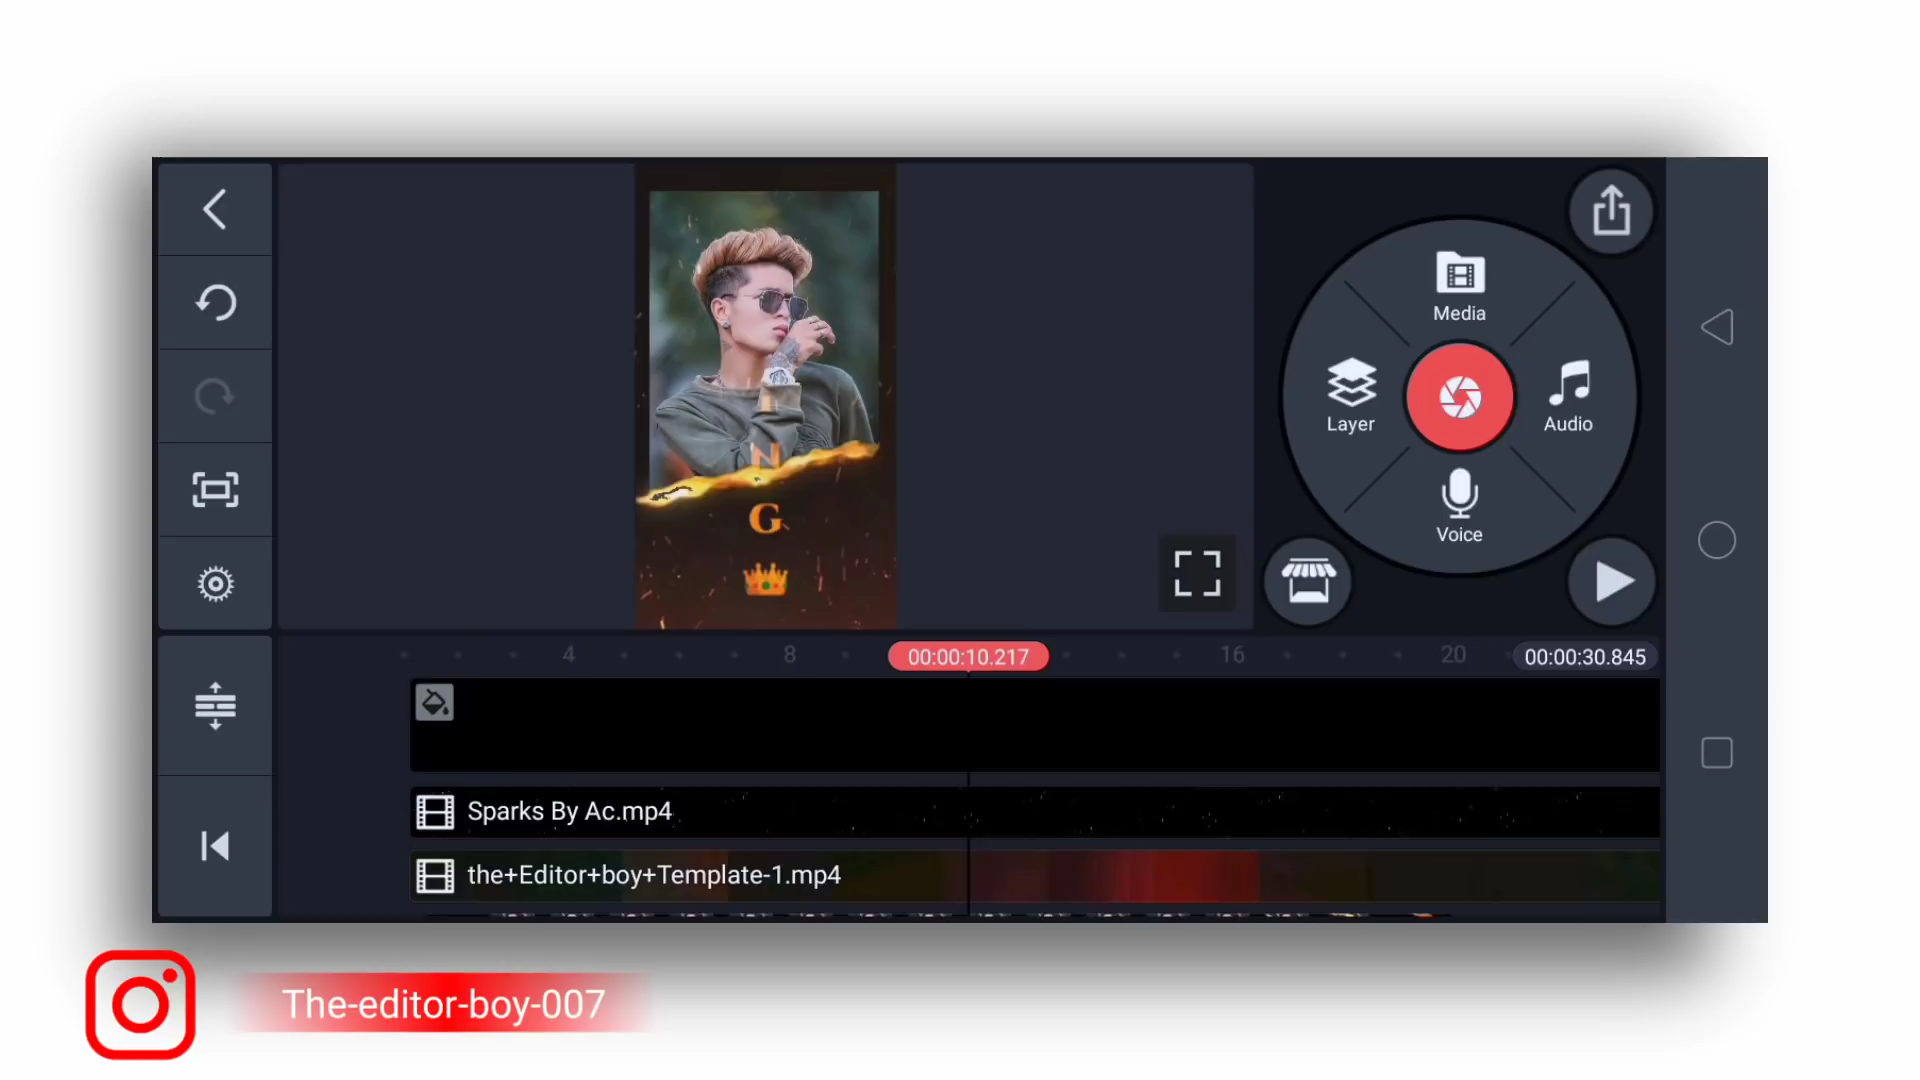 Media
Layer
Audio
Voice
N
G
4
8
00:00:10.217
16
20
00:00:30.845
Sparks By Ac.mp4
the+Editor+boy+Template-1.mp4
The-editor-boy-007